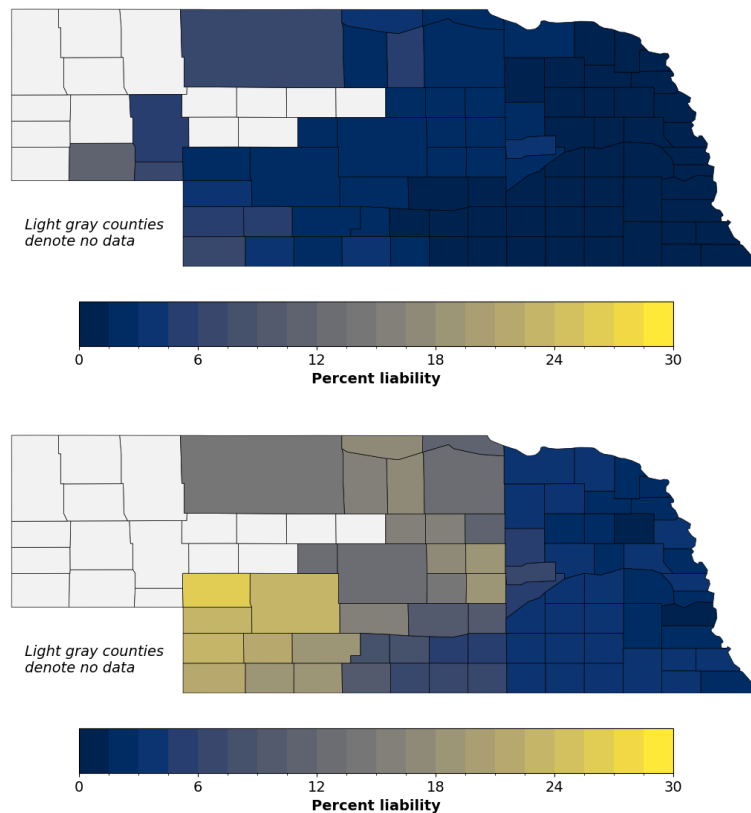 Light gray counties
denote no data
0 6 12 18 24 30
Percent liability
Light gray counties
denote no data
0 6 12 18 24 30
Percent liability